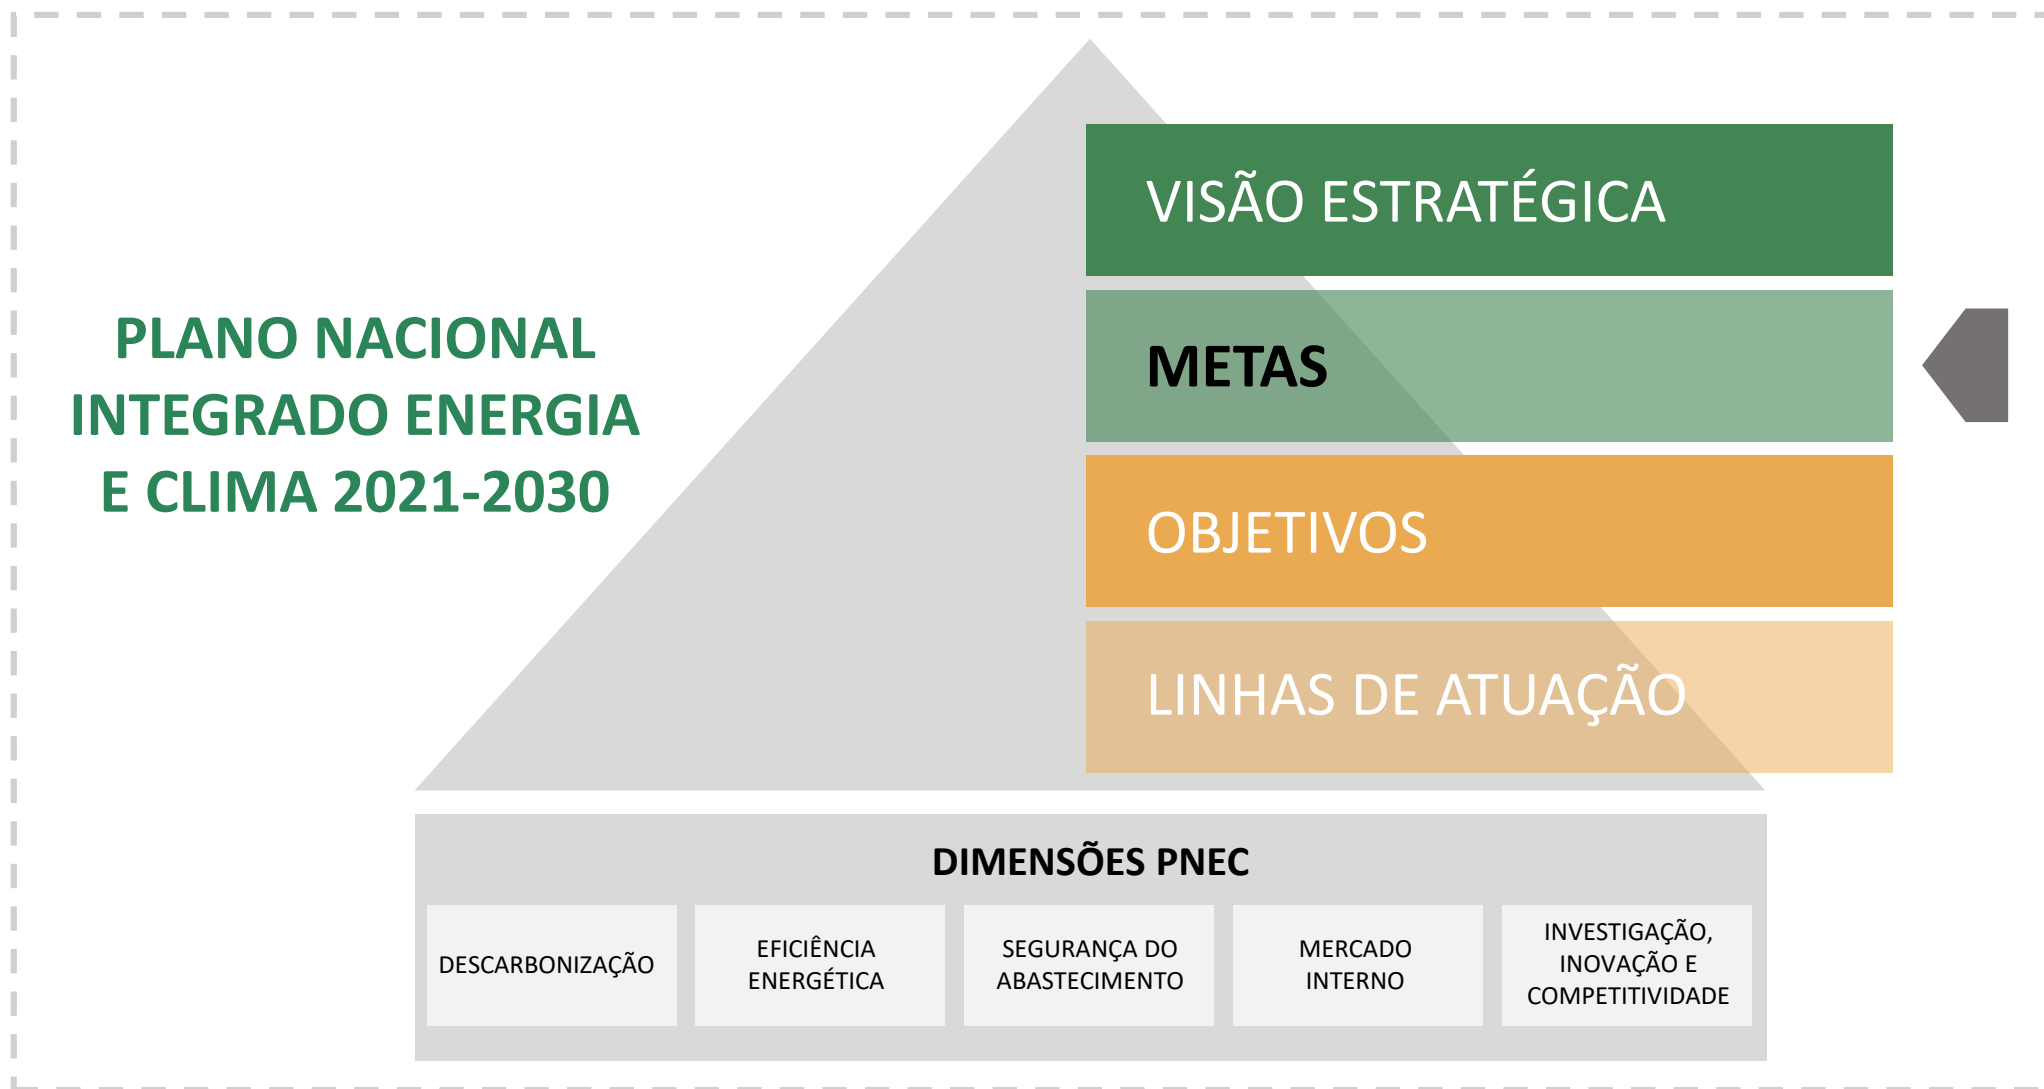 PLANO NACIONAL
INTEGRADO ENERGIA
E CLIMA 2021-2030
VISÃO ESTRATÉGICA
METAS
OBJETIVOS
LINHAS DE ATUAÇÃO
DIMENSÕES PNEC
DESCARBONIZAÇÃO
EFICIÊNCIA
ENERGÉTICA
SEGURANÇA DO
ABASTECIMENTO
MERCADO
INTERNO
INVESTIGAÇÃO,
INOVAÇÃO E
COMPETITIVIDADE